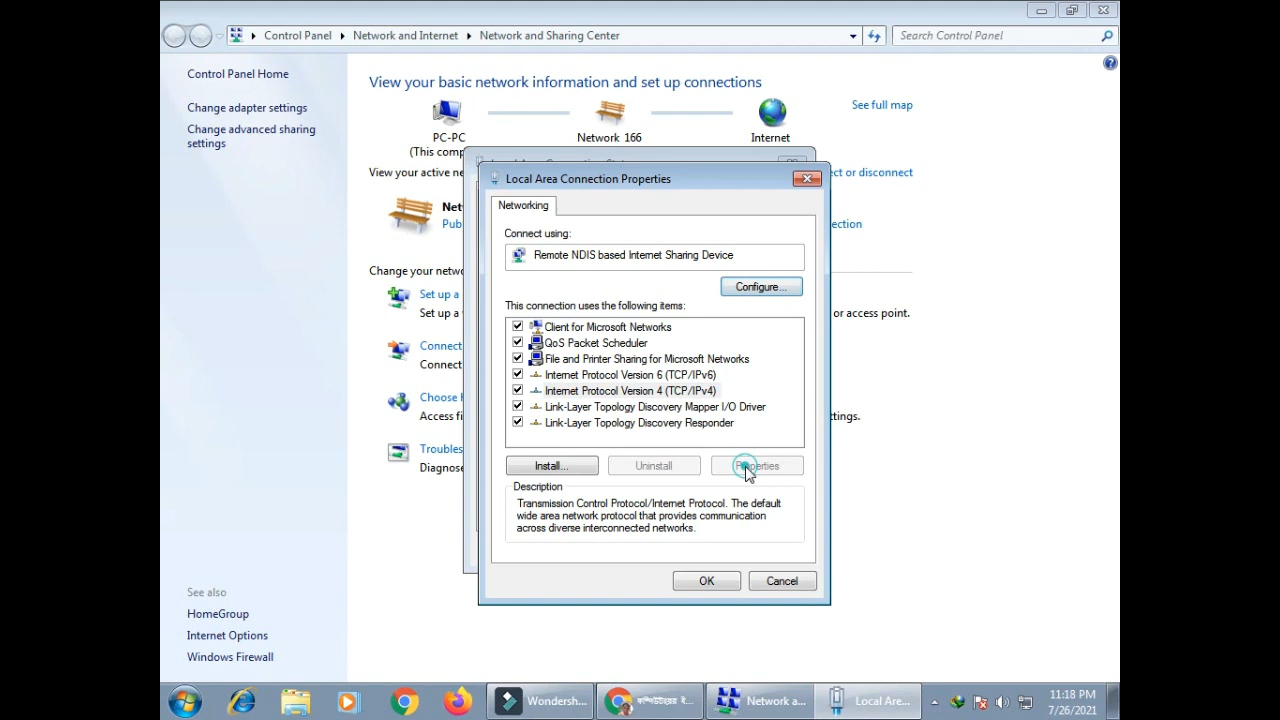 Control Panel
Network and Internet
Network and Sharing Center
Search Control Panel
Control Panel Home
Change adapter settings
Change advanced sharing
settings
See also
HomeGroup
Internet Options
Windows Firewall
View your basic network information and set up connections
See full map
PC-PC
Network 166
Internet
(This comp
View your active ne
ct or disconnect
Net
Pub
ction
Change your netwo
Set up a
Set up a
or access point.
Connect
Connec
Choose
Access fi
ttings.
Troubles
Diagnose
Local Area Connection Properties
Networking
Connect using:
Remote NDIS based Internet Sharing Device
Configure...
This connection uses the following items:
Client for Microsoft Networks
QoS Packet Scheduler
File and Printer Sharing for Microsoft Networks
Internet Protocol Version 6 (TCP/IPv6)
Internet Protocol Version 4 (TCP/IPv4)
Link-Layer Topology Discovery Mapper I/O Driver
Link-Layer Topology Discovery Responder
Install...
Uninstall
Properties
Description
Transmission Control Protocol/Internet Protocol. The default
wide area network protocol that provides communication
across diverse interconnected networks.
OK
Cancel
Wondersh...
কম্পিউটারের ই...
Network a...
Local Are...
11:18 PM
7/26/2021